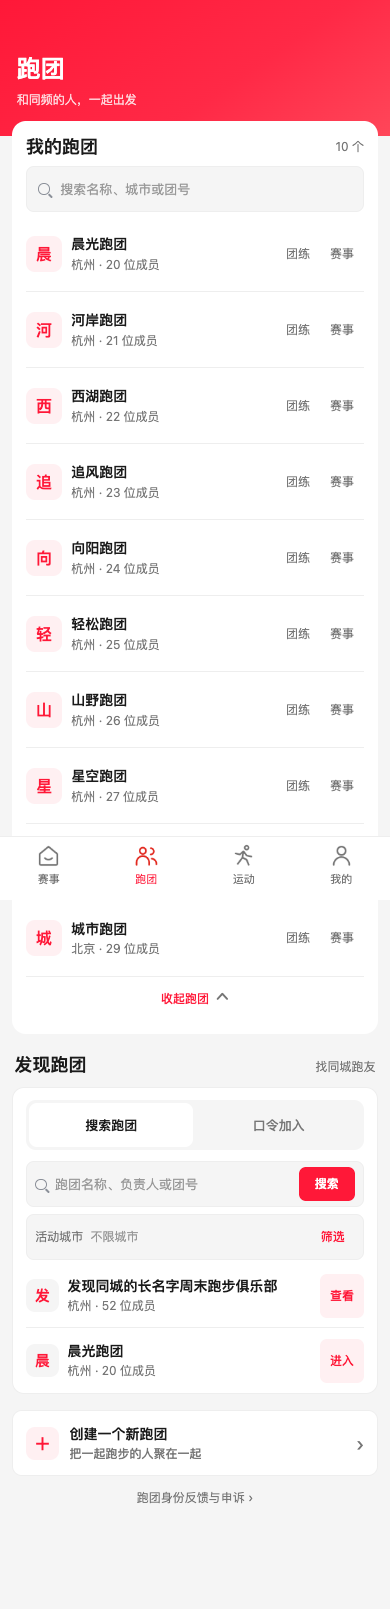 跑团
和同频的人，一起出发
我的跑团
10 个
搜索名称、城市或团号
晨
晨光跑团
杭州 · 20 位成员
团练
赛事
河
河岸跑团
杭州 · 21 位成员
团练
赛事
西
西湖跑团
杭州 · 22 位成员
团练
赛事
追
追风跑团
杭州 · 23 位成员
团练
赛事
向
向阳跑团
杭州 · 24 位成员
团练
赛事
轻
轻松跑团
杭州 · 25 位成员
团练
赛事
山
山野跑团
杭州 · 26 位成员
团练
赛事
星
星空跑团
杭州 · 27 位成员
团练
赛事
赛事
跑团
运动
我的
城
城市跑团
北京 · 29 位成员
团练
赛事
收起跑团
发现跑团
找同城跑友
搜索跑团
口令加入
跑团名称、负责人或团号
搜索
活动城市 不限城市
筛选
发
发现同城的长名字周末跑步俱乐部
杭州 · 52 位成员
查看
晨
晨光跑团
杭州 · 20 位成员
进入
创建一个新跑团
把一起跑步的人聚在一起
›
跑团身份反馈与申诉 ›